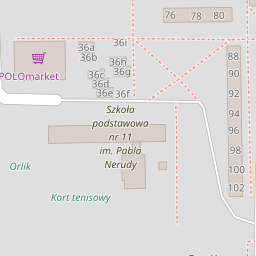 76
78
80
36i
36a
36b
88
36h
36g
90
POLOmarket
36c
36d
92
36e
36f
Szkoła
podstawowa
nr 11
im. Pabla
Nerudy
94
96
98
Orlik
100
Kort tenisowy
102